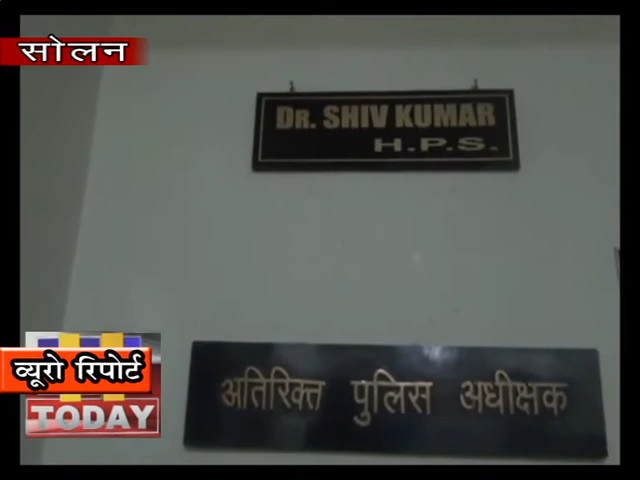 सोलन
DR. SHIV KUMAR
H.P.S.
व्यूरो रिपोर्ट
TODAY
अतिरिक्त पुलिस अधीक्षक